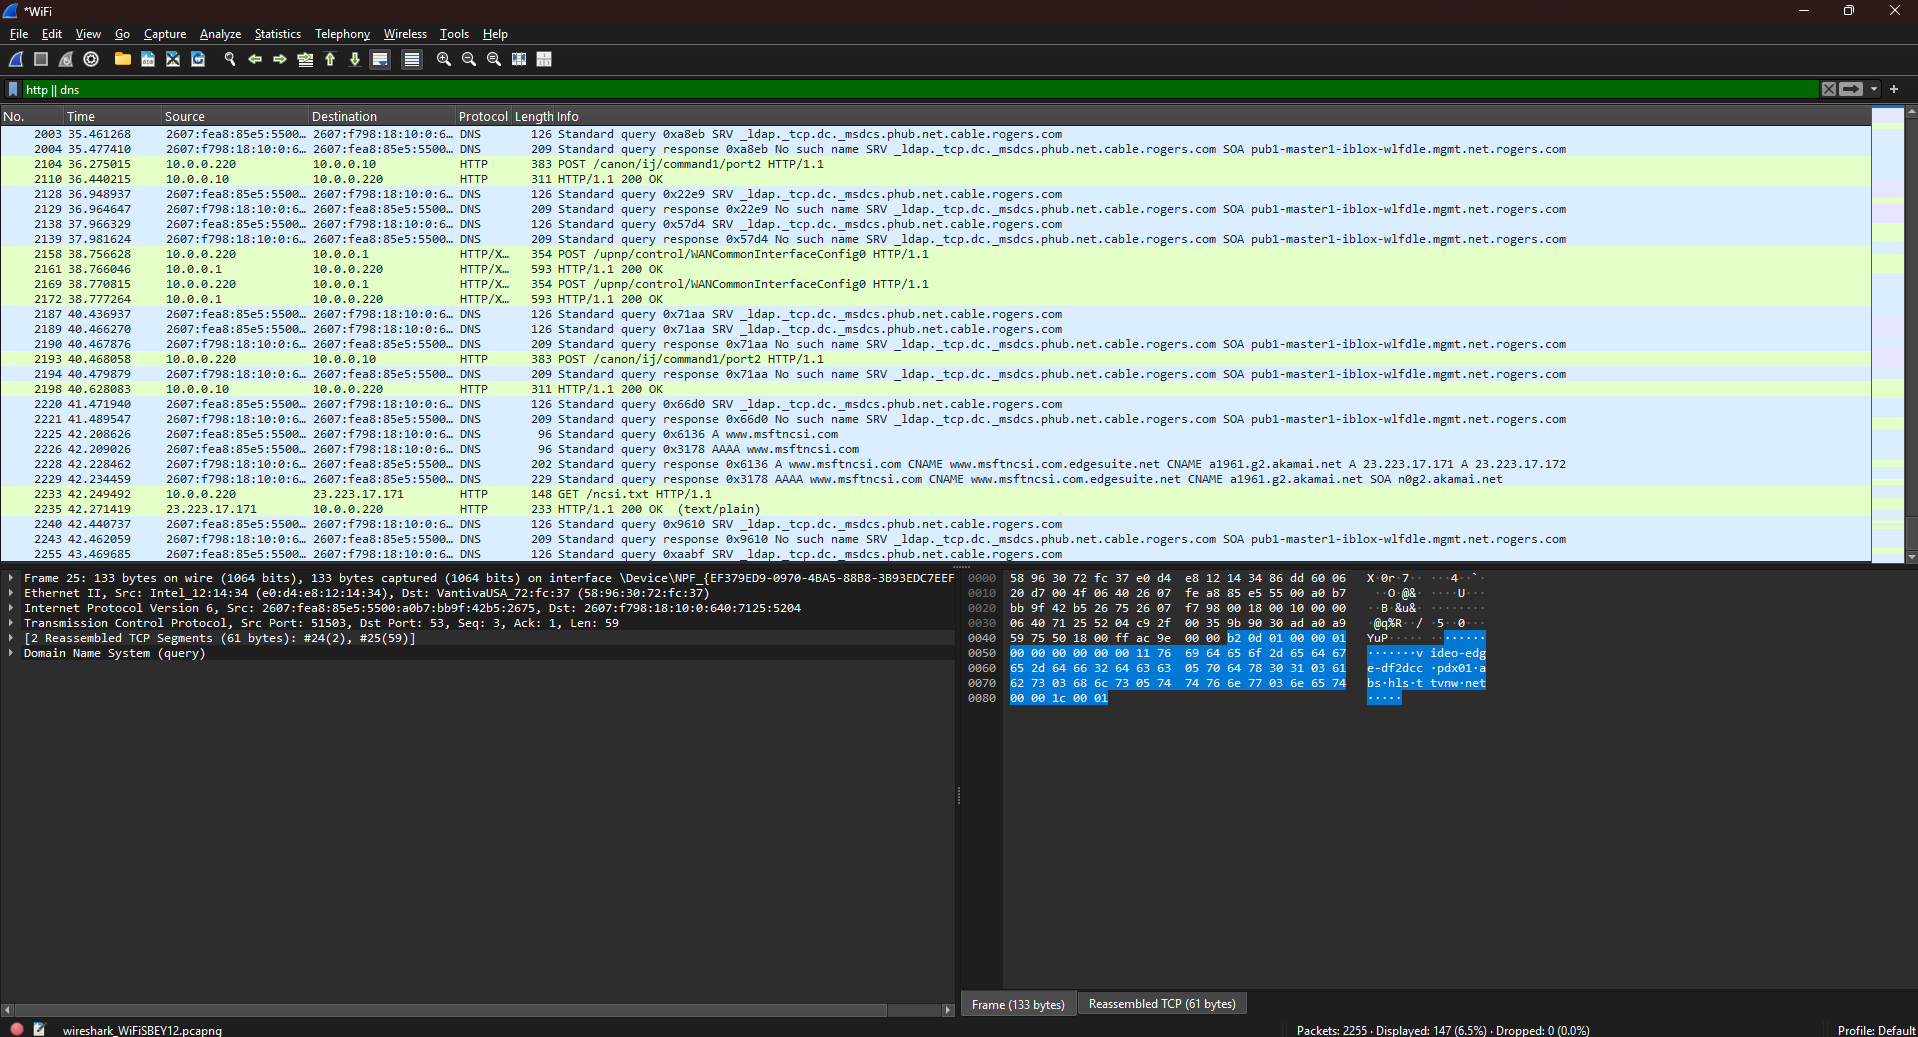 *WiFi
File Edit View Go Capture Analyze Statistics Telephony Wireless Tools Help
http || dns
No. Time Source Destination Protocol Length Info
2003 35.461268 2607:fea8:85e5:5500… 2607:f798:18:10:0:6… DNS 126 Standard query 0xa8eb SRV _ldap._tcp.dc._msdcs.phub.net.cable.rogers.com
2004 35.477410 2607:f798:18:10:0:6… 2607:fea8:85e5:5500… DNS 209 Standard query response 0xa8eb No such name SRV _ldap._tcp.dc._msdcs.phub.net.cable.rogers.com SOA pub1-master1-iblox-wlfdle.mgmt.net.rogers.com
2104 36.275015 10.0.0.220 10.0.0.10 HTTP 383 POST /canon/ij/command1/port2 HTTP/1.1
2110 36.440215 10.0.0.10 10.0.0.220 HTTP 311 HTTP/1.1 200 OK
2128 36.948937 2607:fea8:85e5:5500… 2607:f798:18:10:0:6… DNS 126 Standard query 0x22e9 SRV _ldap._tcp.dc._msdcs.phub.net.cable.rogers.com
2129 36.964647 2607:f798:18:10:0:6… 2607:fea8:85e5:5500… DNS 209 Standard query response 0x22e9 No such name SRV _ldap._tcp.dc._msdcs.phub.net.cable.rogers.com SOA pub1-master1-iblox-wlfdle.mgmt.net.rogers.com
2138 37.966329 2607:fea8:85e5:5500… 2607:f798:18:10:0:6… DNS 126 Standard query 0x57d4 SRV _ldap._tcp.dc._msdcs.phub.net.cable.rogers.com
2139 37.981624 2607:f798:18:10:0:6… 2607:fea8:85e5:5500… DNS 209 Standard query response 0x57d4 No such name SRV _ldap._tcp.dc._msdcs.phub.net.cable.rogers.com SOA pub1-master1-iblox-wlfdle.mgmt.net.rogers.com
2158 38.756628 10.0.0.220 10.0.0.1 HTTP/X… 354 POST /upnp/control/WANCommonInterfaceConfig0 HTTP/1.1
2161 38.766046 10.0.0.1 10.0.0.220 HTTP/X… 593 HTTP/1.1 200 OK
2169 38.770815 10.0.0.220 10.0.0.1 HTTP/X… 354 POST /upnp/control/WANCommonInterfaceConfig0 HTTP/1.1
2172 38.777264 10.0.0.1 10.0.0.220 HTTP/X… 593 HTTP/1.1 200 OK
2187 40.436937 2607:fea8:85e5:5500… 2607:f798:18:10:0:6… DNS 126 Standard query 0x71aa SRV _ldap._tcp.dc._msdcs.phub.net.cable.rogers.com
2189 40.466270 2607:fea8:85e5:5500… 2607:f798:18:10:0:6… DNS 126 Standard query 0x71aa SRV _ldap._tcp.dc._msdcs.phub.net.cable.rogers.com
2190 40.467876 2607:f798:18:10:0:6… 2607:fea8:85e5:5500… DNS 209 Standard query response 0x71aa No such name SRV _ldap._tcp.dc._msdcs.phub.net.cable.rogers.com SOA pub1-master1-iblox-wlfdle.mgmt.net.rogers.com
2193 40.468058 10.0.0.220 10.0.0.10 HTTP 383 POST /canon/ij/command1/port2 HTTP/1.1
2194 40.479879 2607:f798:18:10:0:6… 2607:fea8:85e5:5500… DNS 209 Standard query response 0x71aa No such name SRV _ldap._tcp.dc._msdcs.phub.net.cable.rogers.com SOA pub1-master1-iblox-wlfdle.mgmt.net.rogers.com
2198 40.628083 10.0.0.10 10.0.0.220 HTTP 311 HTTP/1.1 200 OK
2220 41.471940 2607:fea8:85e5:5500… 2607:f798:18:10:0:6… DNS 126 Standard query 0x66d0 SRV _ldap._tcp.dc._msdcs.phub.net.cable.rogers.com
2221 41.489547 2607:f798:18:10:0:6… 2607:fea8:85e5:5500… DNS 209 Standard query response 0x66d0 No such name SRV _ldap._tcp.dc._msdcs.phub.net.cable.rogers.com SOA pub1-master1-iblox-wlfdle.mgmt.net.rogers.com
2225 42.208626 2607:fea8:85e5:5500… 2607:f798:18:10:0:6… DNS 96 Standard query 0x6136 A www.msftncsi.com
2226 42.209026 2607:fea8:85e5:5500… 2607:f798:18:10:0:6… DNS 96 Standard query 0x3178 AAAA www.msftncsi.com
2228 42.228462 2607:f798:18:10:0:6… 2607:fea8:85e5:5500… DNS 202 Standard query response 0x6136 A www.msftncsi.com CNAME www.msftncsi.com.edgesuite.net CNAME a1961.g2.akamai.net A 23.223.17.171 A 23.223.17.172
2229 42.234459 2607:f798:18:10:0:6… 2607:fea8:85e5:5500… DNS 229 Standard query response 0x3178 AAAA www.msftncsi.com CNAME www.msftncsi.com.edgesuite.net CNAME a1961.g2.akamai.net SOA n0g2.akamai.net
2233 42.249492 10.0.0.220 23.223.17.171 HTTP 148 GET /ncsi.txt HTTP/1.1
2235 42.271419 23.223.17.171 10.0.0.220 HTTP 233 HTTP/1.1 200 OK  (text/plain)
2240 42.440737 2607:fea8:85e5:5500… 2607:f798:18:10:0:6… DNS 126 Standard query 0x9610 SRV _ldap._tcp.dc._msdcs.phub.net.cable.rogers.com
2243 42.462059 2607:f798:18:10:0:6… 2607:fea8:85e5:5500… DNS 209 Standard query response 0x9610 No such name SRV _ldap._tcp.dc._msdcs.phub.net.cable.rogers.com SOA pub1-master1-iblox-wlfdle.mgmt.net.rogers.com
2255 43.469685 2607:fea8:85e5:5500… 2607:f798:18:10:0:6… DNS 126 Standard query 0xaabf SRV _ldap._tcp.dc._msdcs.phub.net.cable.rogers.com
Frame 25: 133 bytes on wire (1064 bits), 133 bytes captured (1064 bits) on interface \Device\NPF_{EF379ED9-0970-4BA5-88B8-3B93EDC7EEF
Ethernet II, Src: Intel_12:14:34 (e0:d4:e8:12:14:34), Dst: VantivaUSA_72:fc:37 (58:96:30:72:fc:37)
Internet Protocol Version 6, Src: 2607:fea8:85e5:5500:a0b7:bb9f:42b5:2675, Dst: 2607:f798:18:10:0:640:7125:5204
Transmission Control Protocol, Src Port: 51503, Dst Port: 53, Seq: 3, Ack: 1, Len: 59
[2 Reassembled TCP Segments (61 bytes): #24(2), #25(59)]
Domain Name System (query)
0000 58 96 30 72 fc 37 e0 d4 e8 12 14 34 86 dd 60 06 X·0r·7·· ···4··`·
0010 20 d7 00 4f 06 40 26 07 fe a8 85 e5 55 00 a0 b7 ··O·@&· ····U···
0020 bb 9f 42 b5 26 75 26 07 f7 98 00 18 00 10 00 00 ··B·&u&· ········
0030 06 40 71 25 52 04 c9 2f 00 35 9b 90 30 ad a0 a9 ·@q%R··/ ·5··0···
0040 59 75 50 18 00 ff ac 9e 00 00 b2 0d 01 00 00 01 YuP····· ········
0050 00 00 00 00 00 00 11 76 69 64 65 6f 2d 65 64 67 ·······v ideo-edg
0060 65 2d 64 66 32 64 63 63 05 70 64 78 30 31 03 61 e-df2dcc ·pdx01·a
0070 62 73 03 68 6c 73 05 74 74 76 6e 77 03 6e 65 74 bs·hls·t tvnw·net
0080 00 00 1c 00 01 ·····
Frame (133 bytes) Reassembled TCP (61 bytes)
wireshark_WiFiSBEY12.pcapng Packets: 2255 · Displayed: 147 (6.5%) · Dropped: 0 (0.0%) Profile: Default